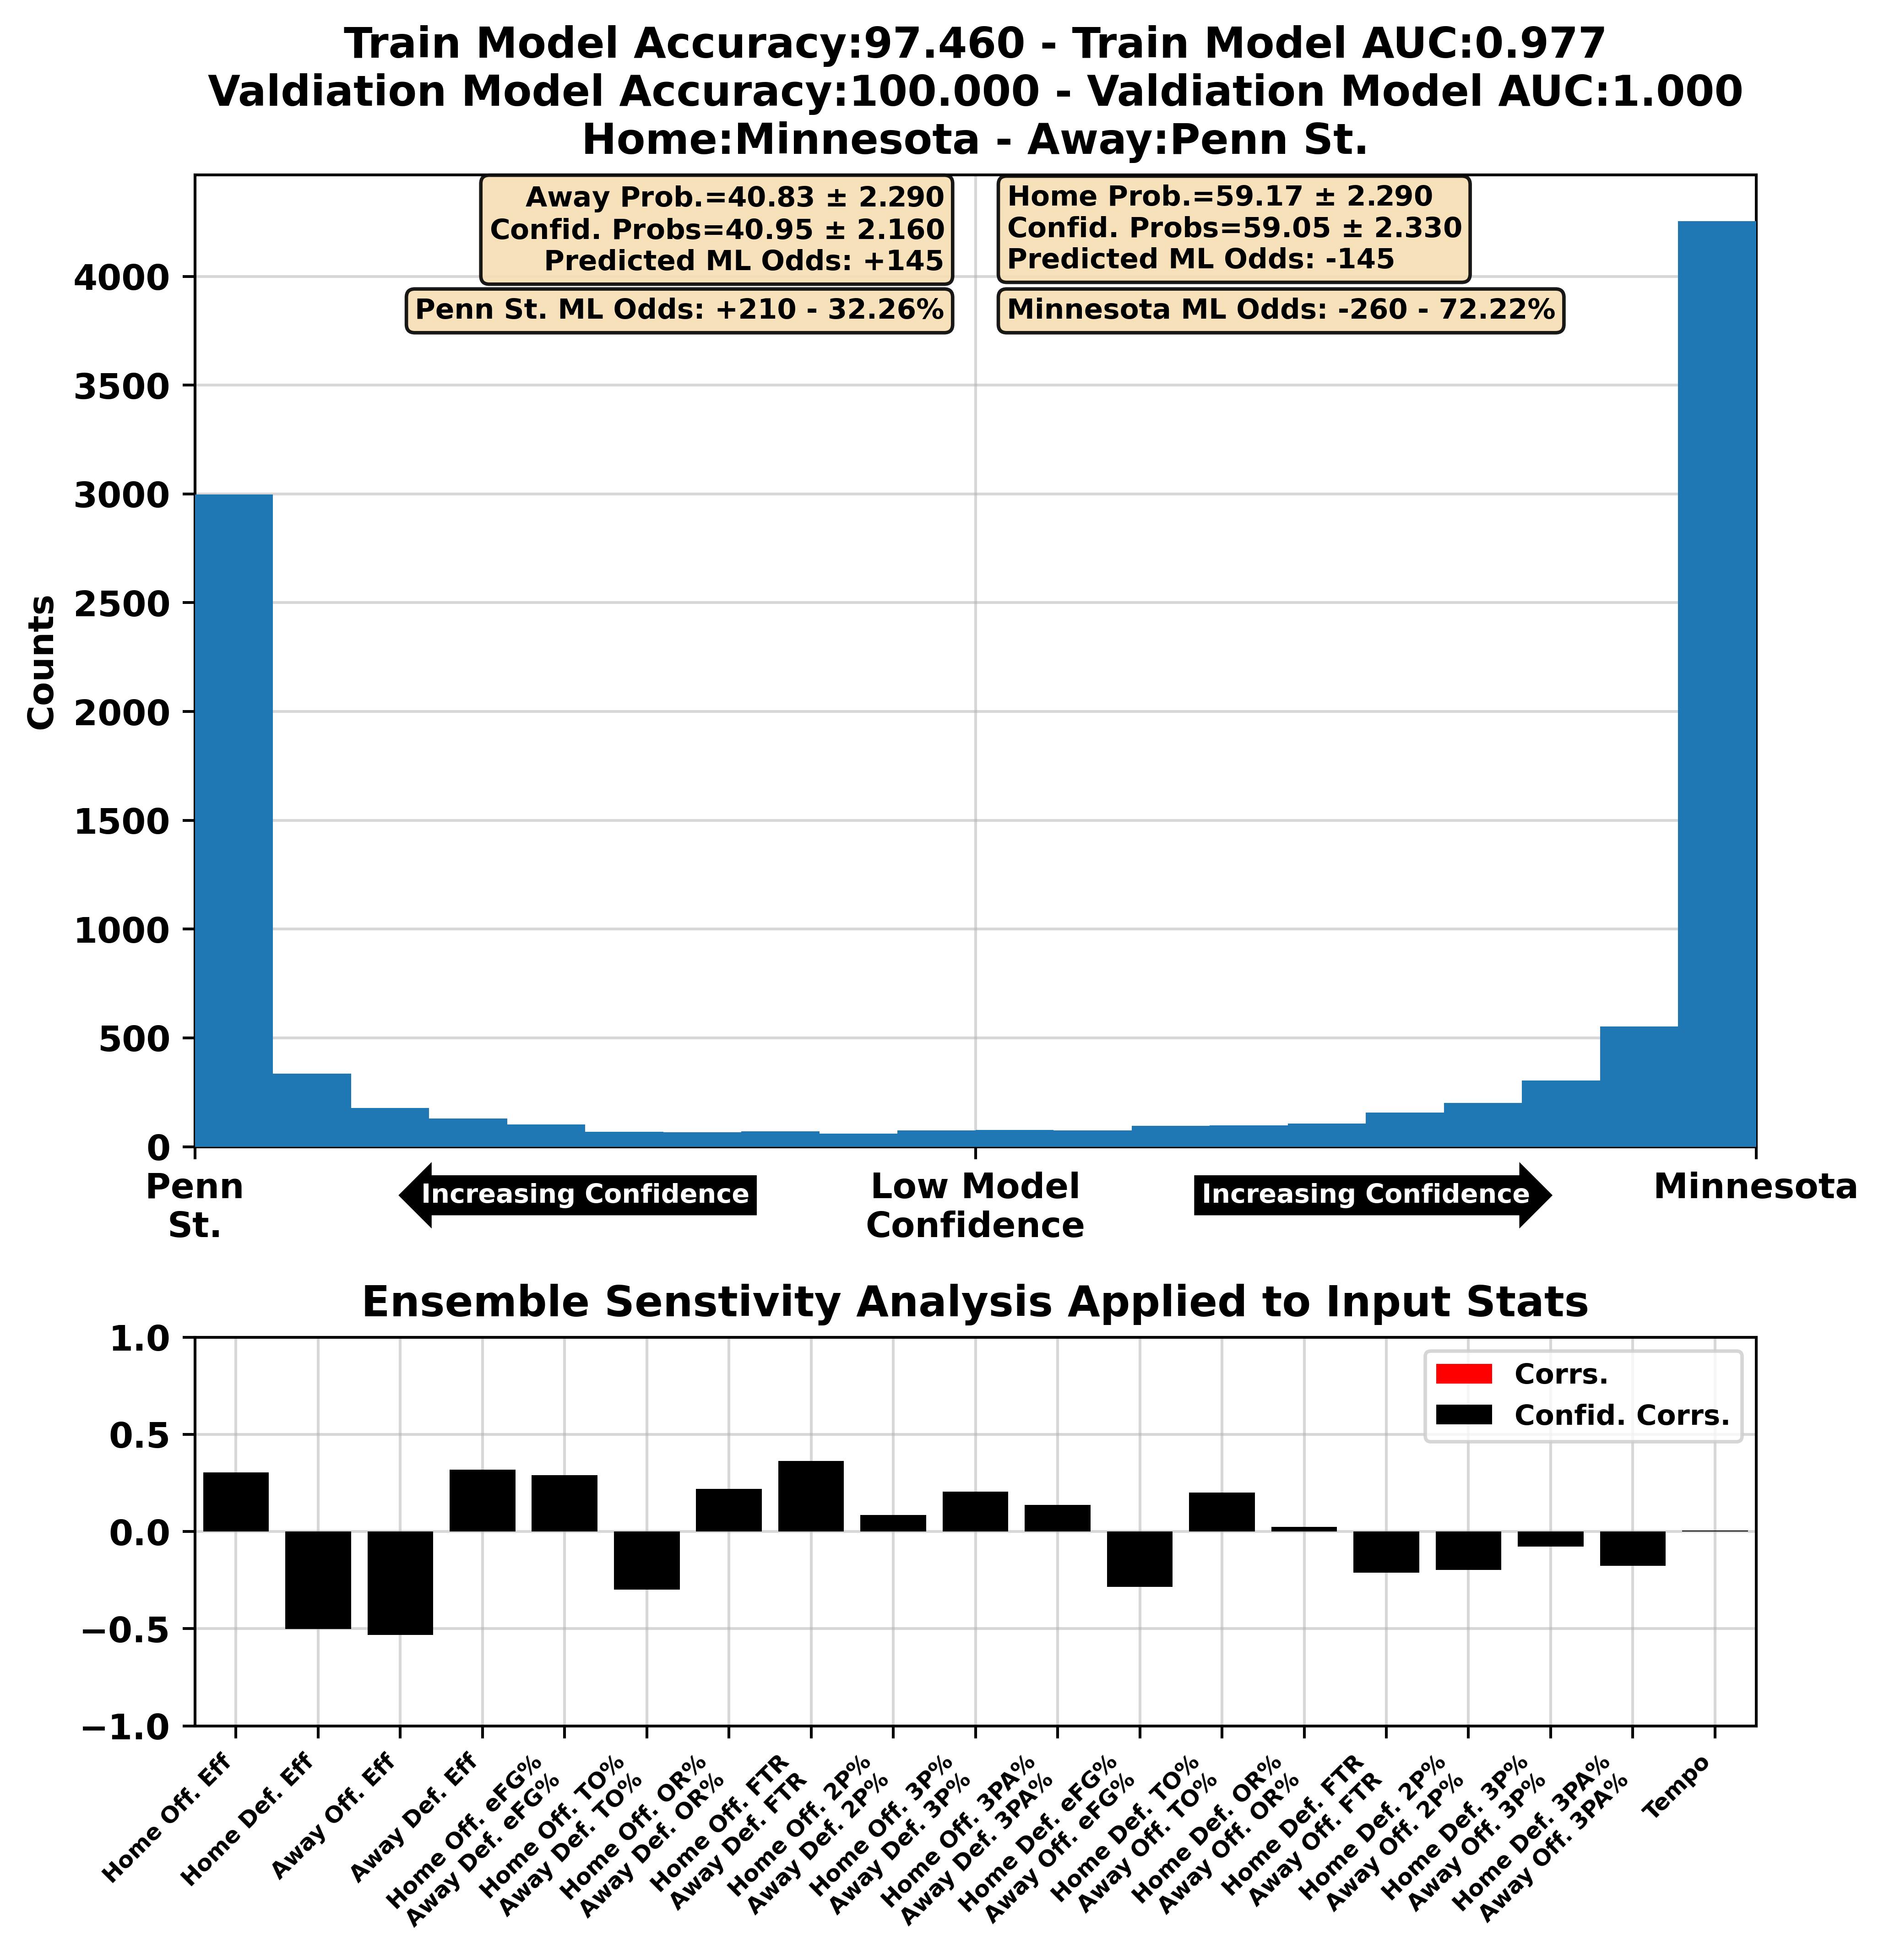 Train Model Accuracy:97.460 - Train Model AUC:0.977
Valdiation Model Accuracy:100.000 - Valdiation Model AUC:1.000
Home:Minnesota - Away:Penn St.
Away Prob.=40.83 ± 2.290
Confid. Probs=40.95 ± 2.160
Predicted ML Odds: +145
Penn St. ML Odds: +210 - 32.26%
Home Prob.=59.17 ± 2.290
Confid. Probs=59.05 ± 2.330
Predicted ML Odds: -145
Minnesota ML Odds: -260 - 72.22%
Counts
4000
3500
3000
2500
2000
1500
1000
500
0
Penn
St.
Increasing Confidence
Low Model
Confidence
Increasing Confidence
Minnesota
Ensemble Senstivity Analysis Applied to Input Stats
1.0
0.5
0.0
−0.5
−1.0
Corrs.
Confid. Corrs.
Home Off. Eff
Home Def. Eff
Away Off. Eff
Away Def. Eff
Home Off. eFG%
Away Def. eFG%
Home Off. TO%
Away Def. TO%
Home Off. OR%
Away Def. OR%
Home Off. FTR
Away Def. FTR
Home Off. 2P%
Away Def. 2P%
Home Off. 3P%
Away Def. 3P%
Home Off. 3PA%
Away Def. 3PA%
Home Def. eFG%
Away Off. eFG%
Home Def. TO%
Away Off. TO%
Home Def. OR%
Away Off. OR%
Home Def. FTR
Away Off. FTR
Home Def. 2P%
Away Off. 2P%
Home Def. 3P%
Away Off. 3P%
Home Def. 3PA%
Away Off. 3PA%
Tempo